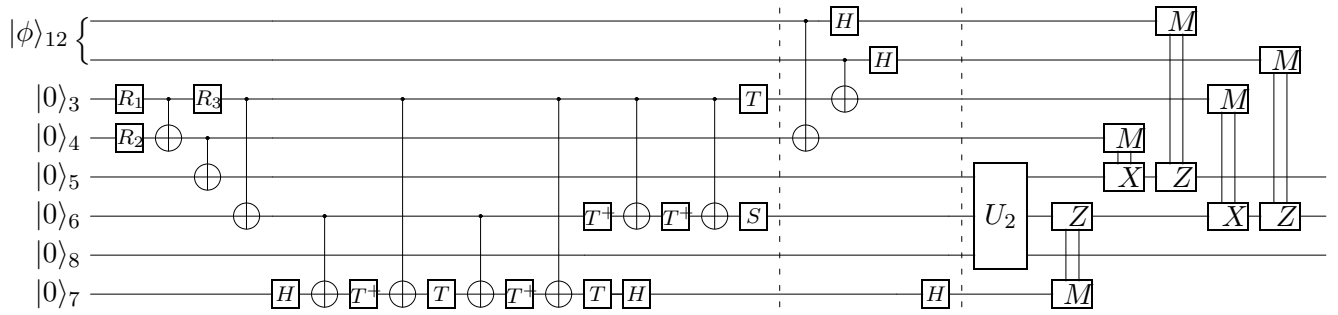 |ϕ⟩₁₂ { H M
H M
|0⟩₃ R₁ R₃ T M
|0⟩₄ R₂ M
|0⟩₅ X Z
|0⟩₆ T⁺ T⁺ S U₂ Z X Z
|0⟩₈
|0⟩₇ H T⁺ T T⁺ T H H M